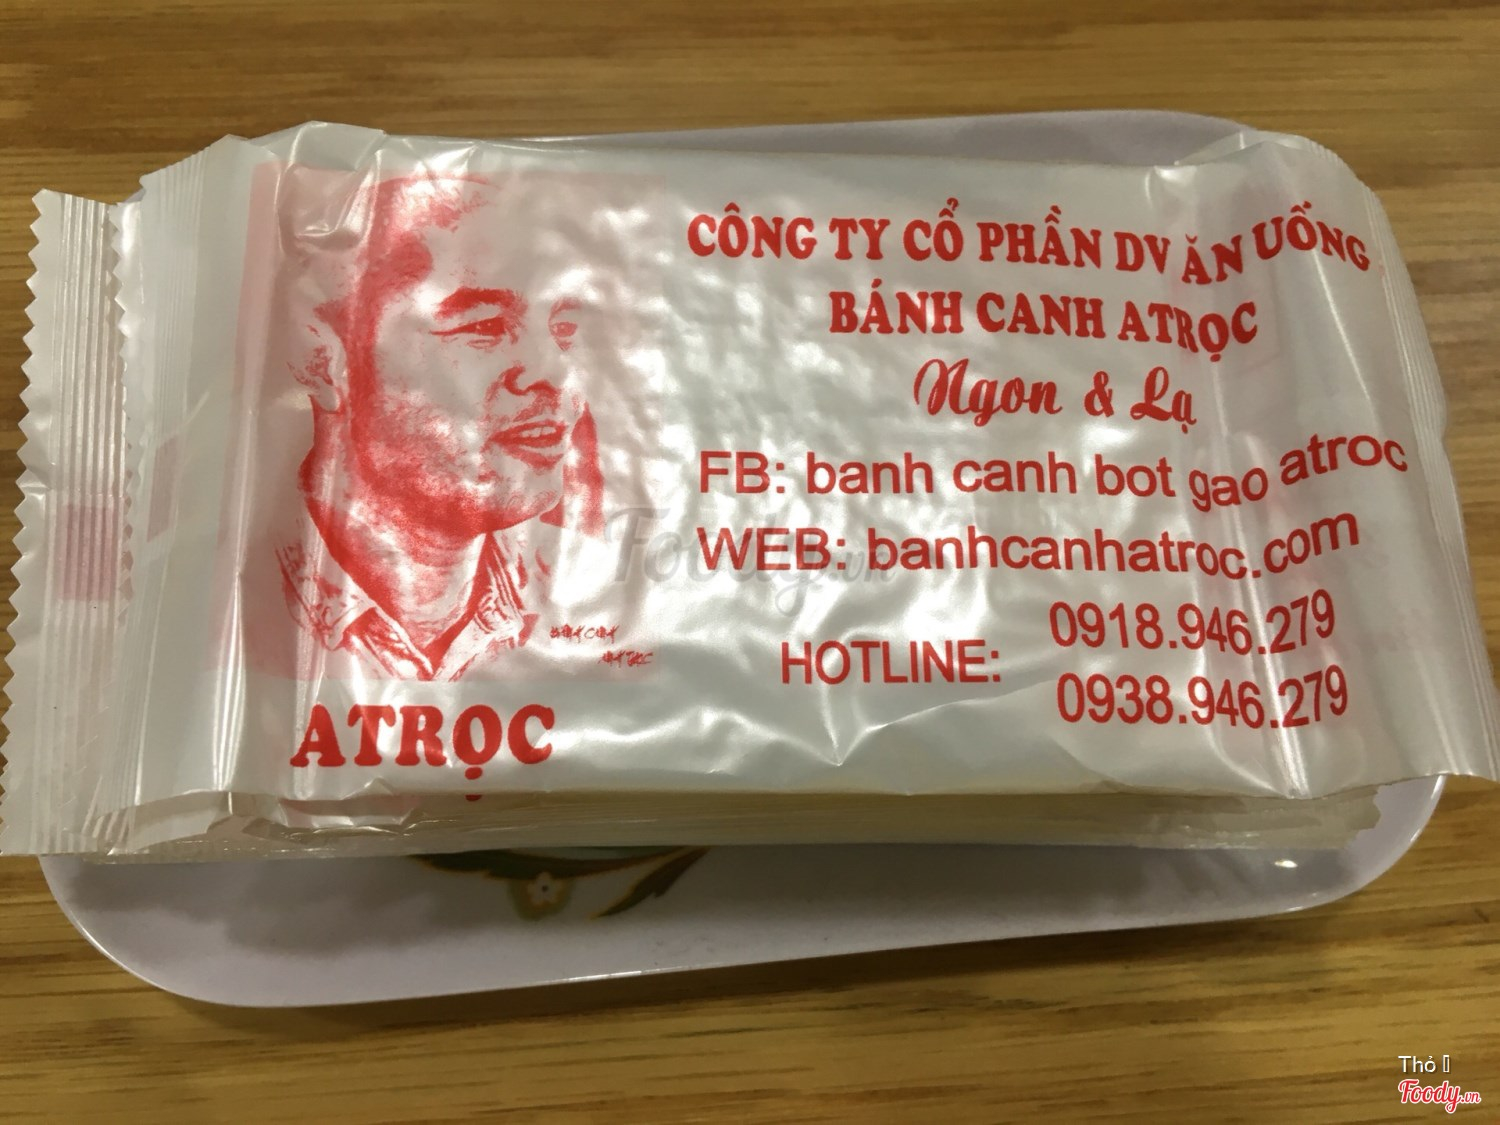 CÔNG TY CỔ PHẦN DV ĂN UỐNG
BÁNH CANH ATRỌC
Ngon & Lạ
FB: banh canh bot gao atroc
WEB: banhcanhatroc.com
HOTLINE: 0918.946.279
0938.946.279
ATRỌC
Foody.vn
Thỏ
Foody.vn